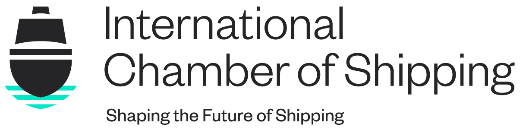 International
Chamber of Shipping
Shaping the Future of Shipping